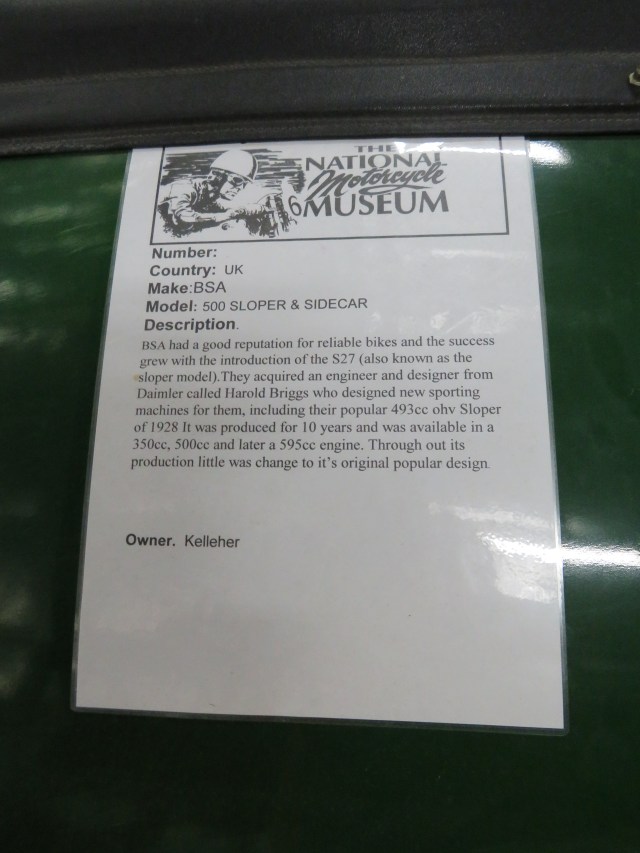 THE
NATIONAL
Motorcycle
6 MUSEUM
Number:
Country: UK
Make:BSA
Model: 500 SLOPER & SIDECAR
Description.
BSA had a good reputation for reliable bikes and the success
grew with the introduction of the S27 (also known as the
sloper model).They acquired an engineer and designer from
Daimler called Harold Briggs who designed new sporting
machines for them, including their popular 493cc ohv Sloper
of 1928 It was produced for 10 years and was available in a
350cc, 500cc and later a 595cc engine. Through out its
production little was change to it's original popular design.
Owner. Kelleher